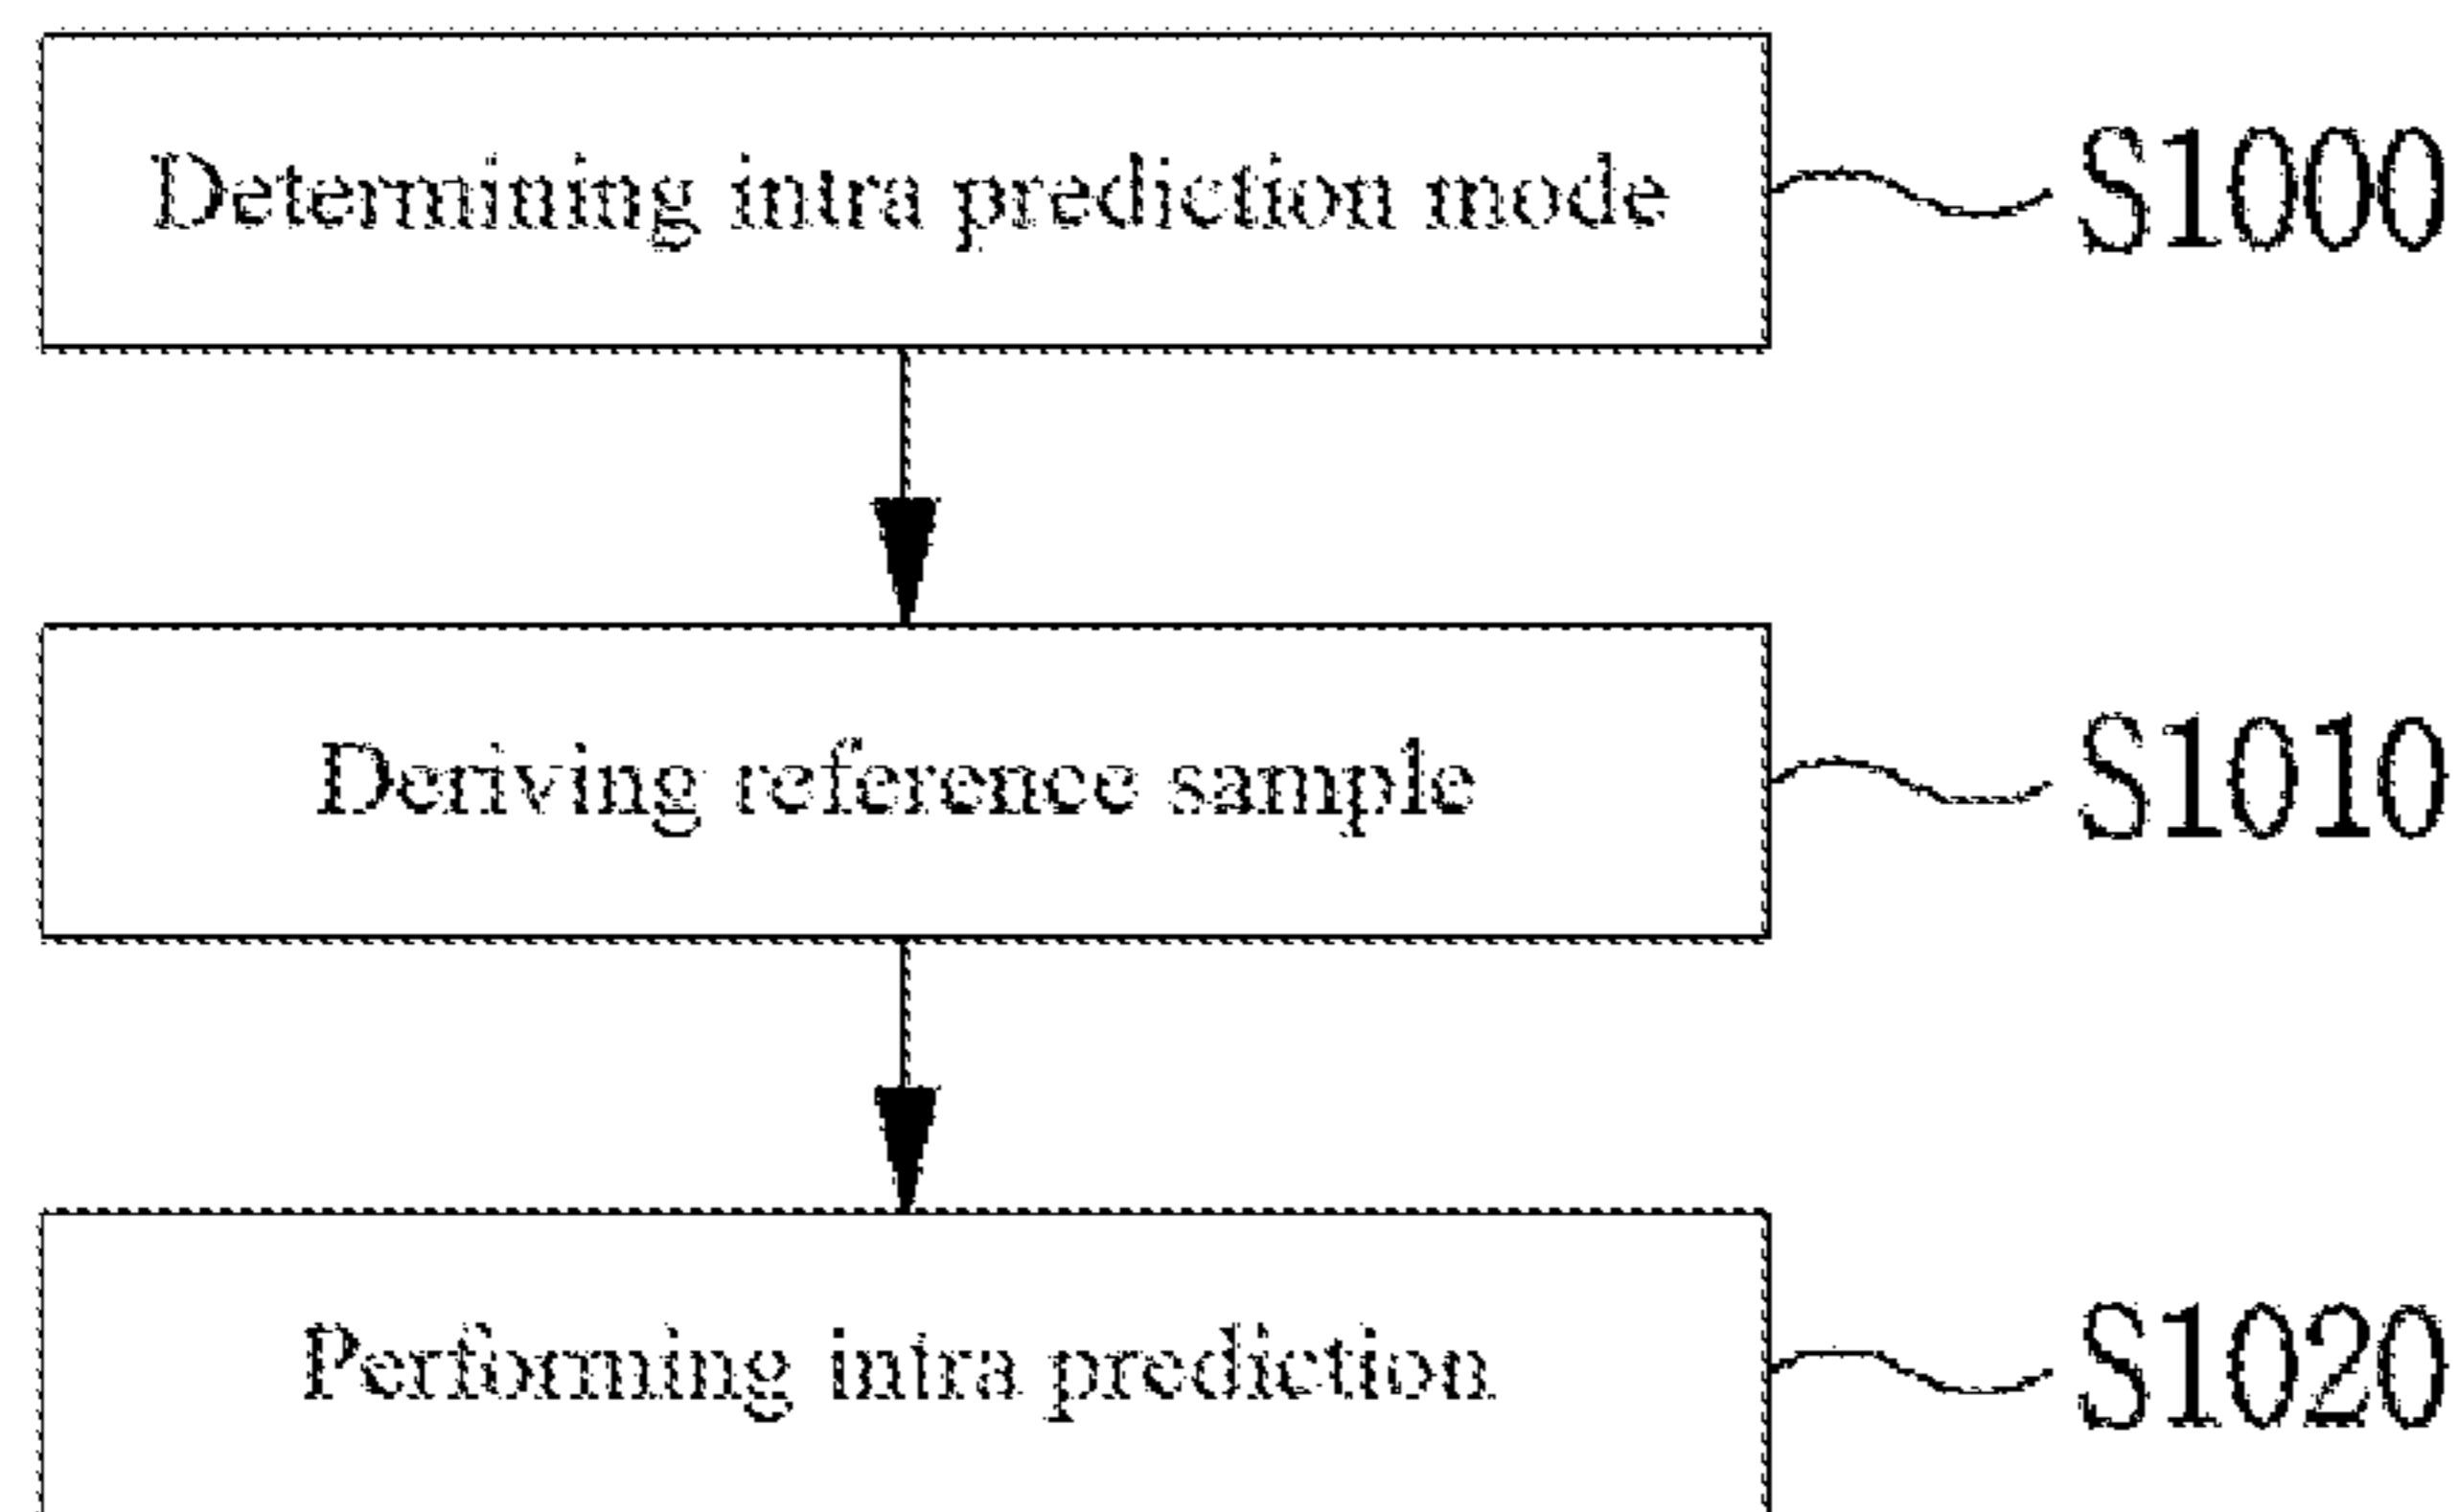 Determining intra prediction mode
S1000
Deriving reference sample
S1010
Performing intra prediction
S1020